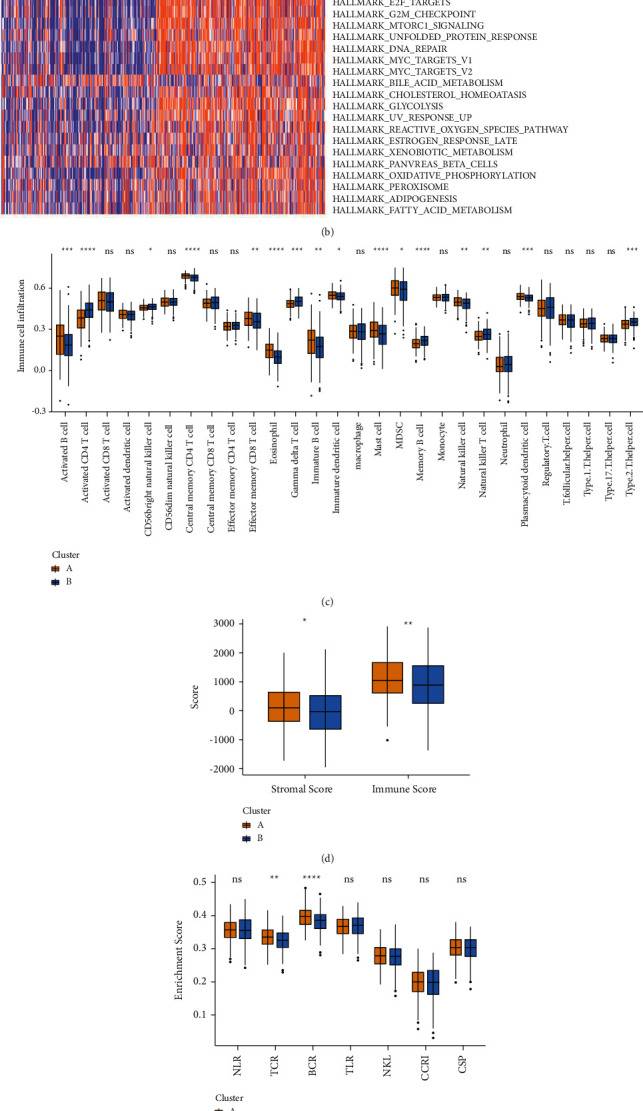 HALLMARK_E2F_TARGETS
HALLMARK_G2M_CHECKPOINT
HALLMARK_MTORC1_SIGNALING
HALLMARK_UNFOLDED_PROTEIN_RESPONSE
HALLMARK_DNA_REPAIR
HALLMARK_MYC_TARGETS_V1
HALLMARK_MYC_TARGETS_V2
HALLMARK_BILE_ACID_METABOLISM
HALLMARK_CHOLESTEROL_HOMEOATASIS
HALLMARK_GLYCOLYSIS
HALLMARK_UV_RESPONSE_UP
HALLMARK_REACTIVE_OXYGEN_SPECIES_PATHWAY
HALLMARK_ESTROGEN_RESPONSE_LATE
HALLMARK_XENOBIOTIC_METABOLISM
HALLMARK_PANVREAS_BETA_CELLS
HALLMARK_OXIDATIVE_PHOSPHORYLATION
HALLMARK_PEROXISOME
HALLMARK_ADIPOGENESIS
HALLMARK_FATTY_ACID_METABOLISM
(b)
*** **** ns ns * ns **** ns ns ** **** *** ** * ns **** * **** ns ** ** ns *** ns ns ns ns ***
Immune cell infiltration
0.6
0.3
0.0
-0.3
Activated B cell
Activated CD4 T cell
Activated CD8 T cell
Activated dendritic cell
CD56bright natural killer cell
CD56dim natural killer cell
Central memory CD4 T cell
Central memory CD8 T cell
Effector memory CD4 T cell
Effector memory CD8 T cell
Eosinophil
Gamma delta T cell
Immature B cell
Immature dendritic cell
macrophage
Mast cell
MDSC
Memory B cell
Monocyte
Natural killer cell
Natural killer T cell
Neutrophil
Plasmacytoid dendritic cell
Regulatory.T.cell
T.follicular.helper.cell
Type.1.T.helper.cell
Type.17.T.helper.cell
Type.2.T.helper.cell
Cluster
A
B
(c)
* **
Score
3000
2000
1000
0
-1000
-2000
Stromal Score Immune Score
Cluster
A
B
(d)
ns ** **** ns ns ns ns
Enrichment Score
0.5
0.4
0.3
0.2
0.1
NLR
TCR
BCR
TLR
NKL
CCRI
CSP
Cluster
A